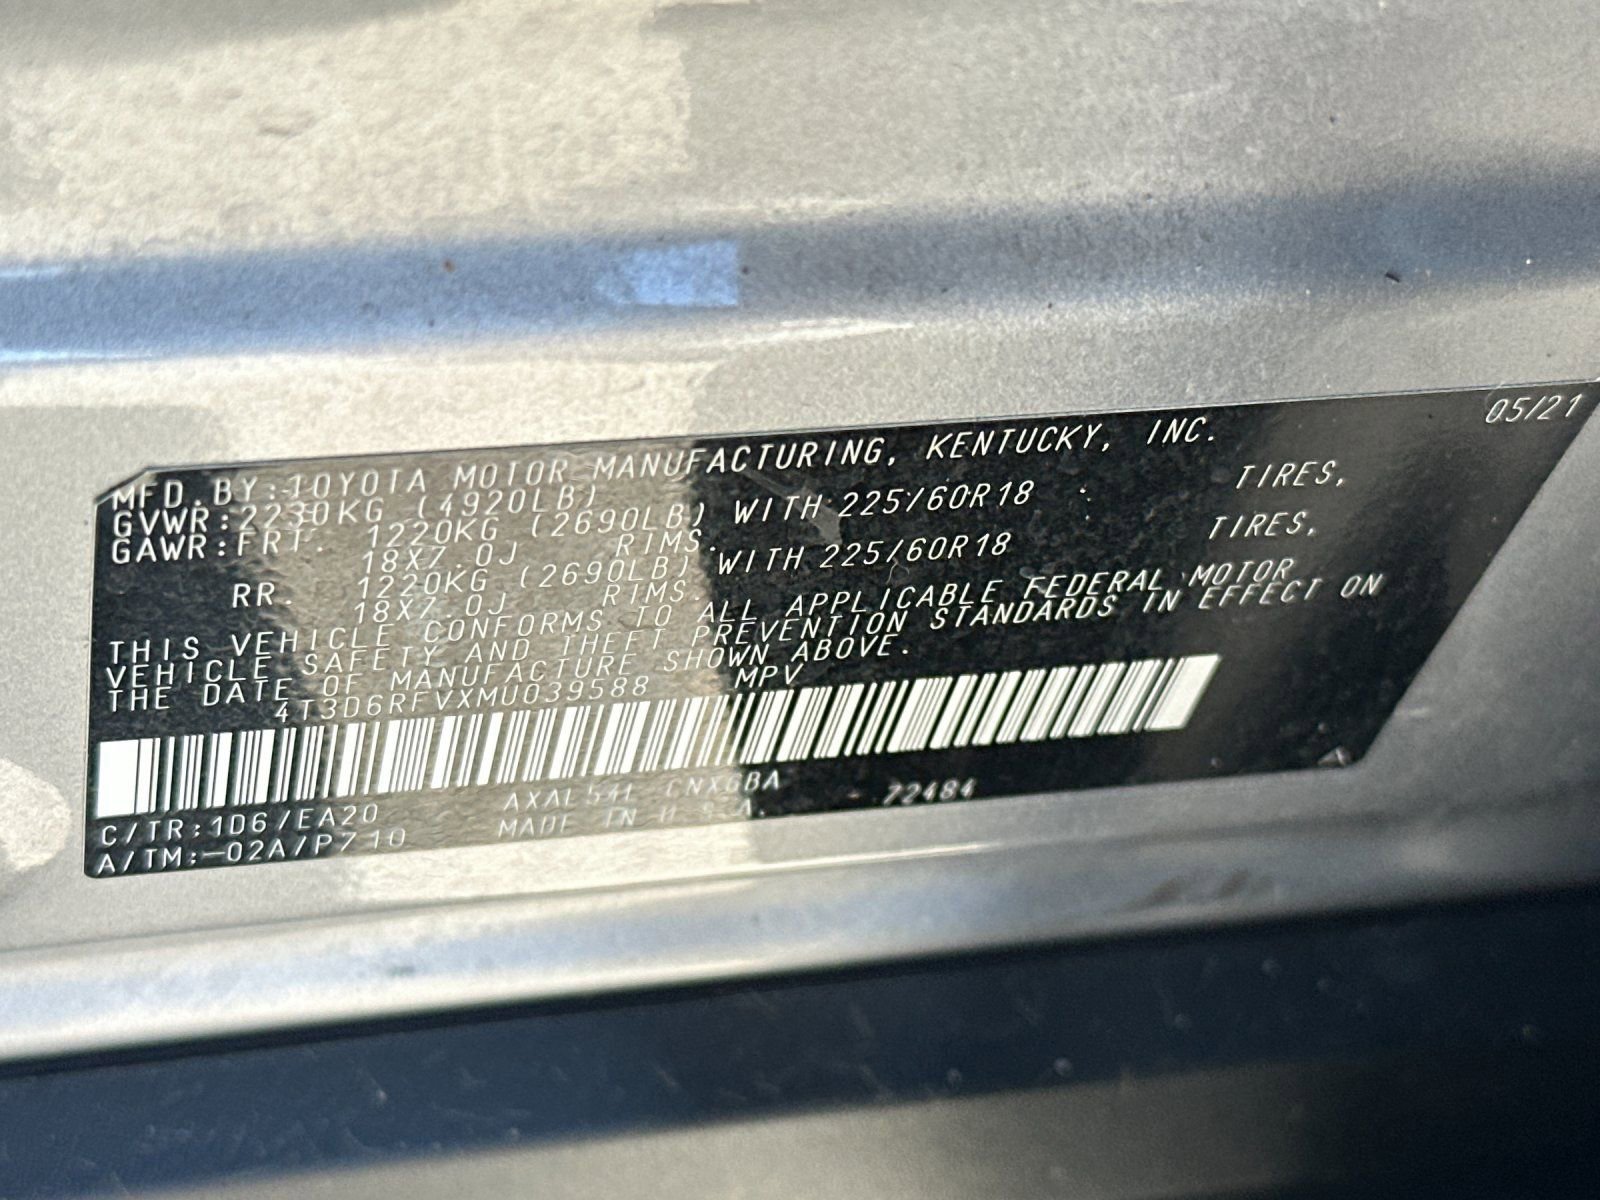 05/21
MFD.BY:TOYOTA MOTOR MANUFACTURING, KENTUCKY, INC.
GVWR:2230KG (4920LB)
GAWR:FRT. 1220KG (2690LB) WITH 225/60R18 TIRES,
18X7.0J RIMS.
RR. 1220KG (2690LB) WITH 225/60R18 TIRES,
18X7.0J RIMS.
THIS VEHICLE CONFORMS TO ALL APPLICABLE FEDERAL MOTOR
VEHICLE SAFETY AND THEFT PREVENTION STANDARDS IN EFFECT ON
THE DATE OF MANUFACTURE SHOWN ABOVE.
4T3D6RFVXMU039588 MPV
C/TR:1D6/EA20 AXAL54L 72484
A/TM:-02A/P710 MADE IN U.S.A.